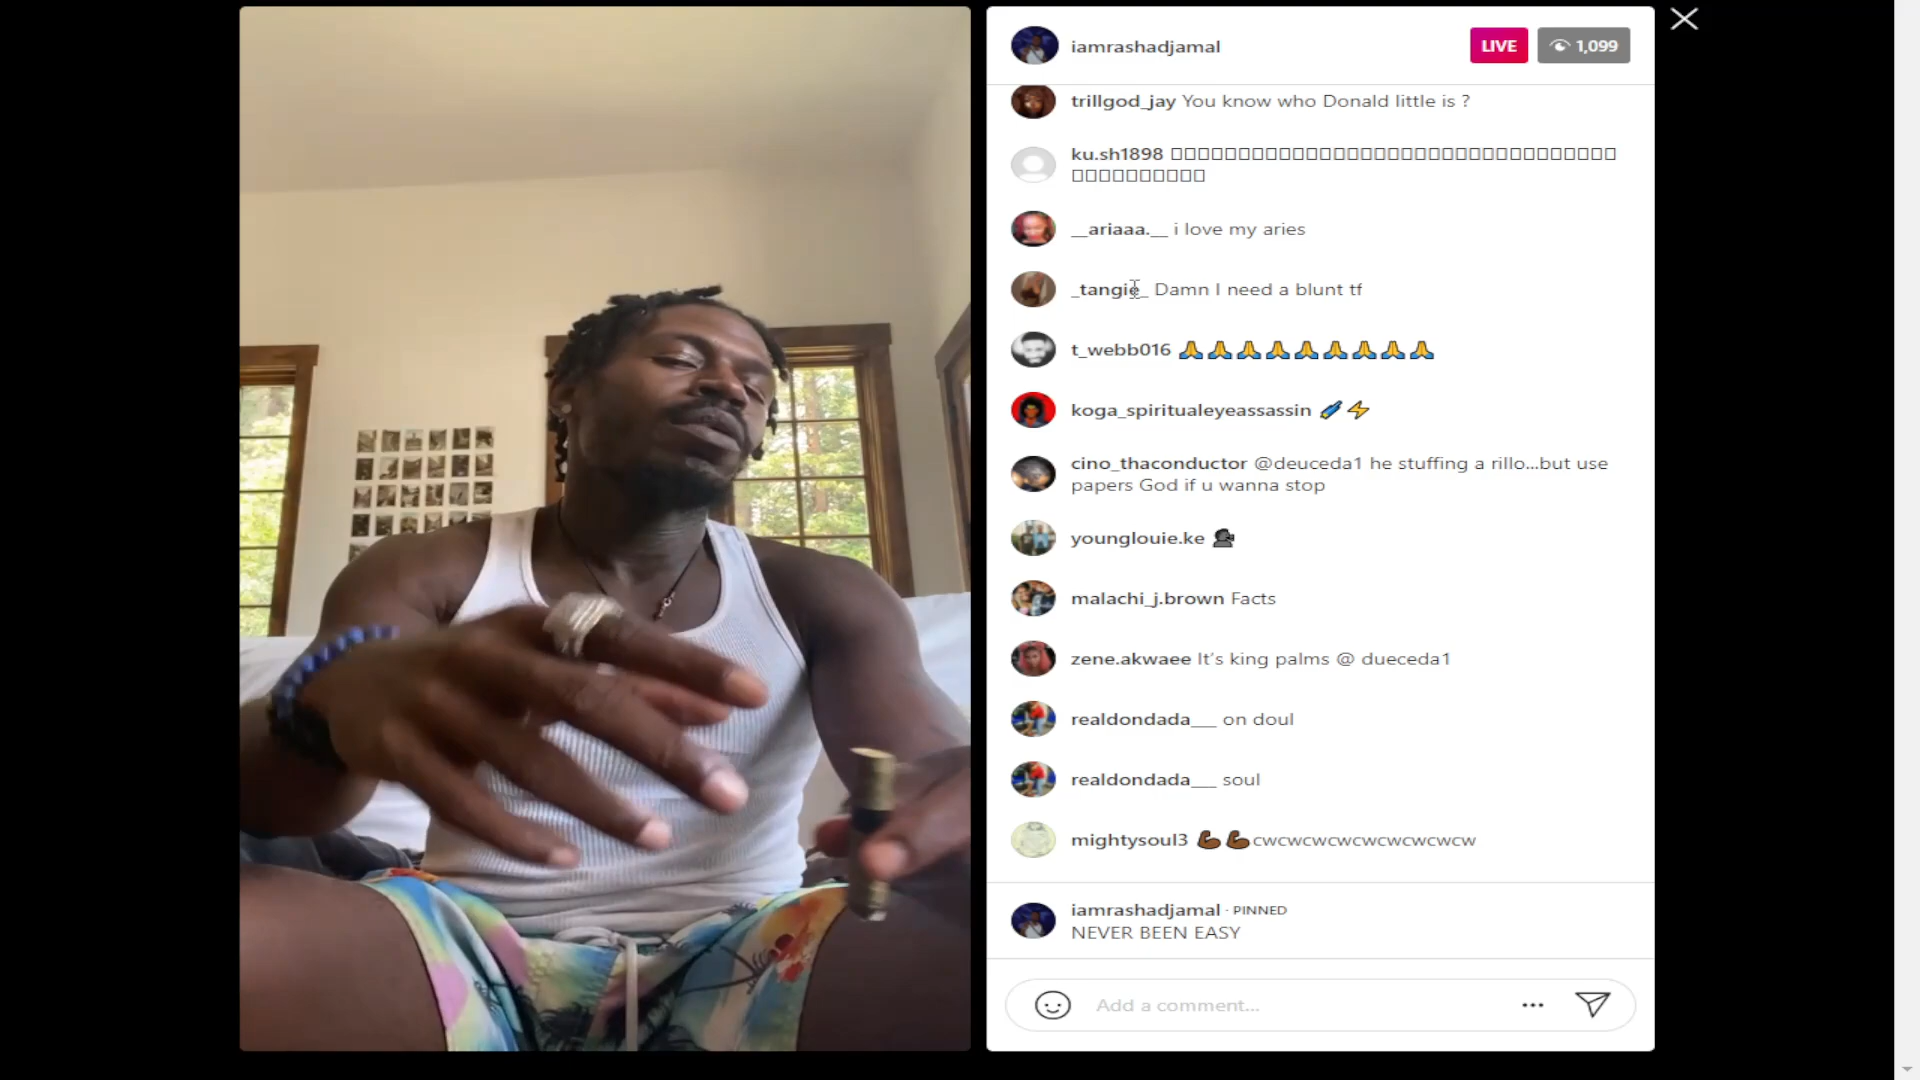 iamrashadjamal
LIVE
1,099
trillgod_jay You know who Donald little is ?
ku.sh1898
__ariaaa.__ i love my aries
_tangie_ Damn I need a blunt tf
t_webb016 🙏🙏🙏🙏🙏🙏🙏🙏🙏
koga_spiritualeyeassassin ⚡
cino_thaconductor @deuceda1 he stuffing a rillo...but use
papers God if u wanna stop
younglouie.ke 🗣
malachi_j.brown Facts
zene.akwaee It's king palms @ dueceda1
realdondada___ on doul
realdondada___ soul
mightysoul3 💪🏾💪🏾cwcwcwcwcwcwcwcwcw
iamrashadjamal · PINNED
NEVER BEEN EASY
Add a comment...